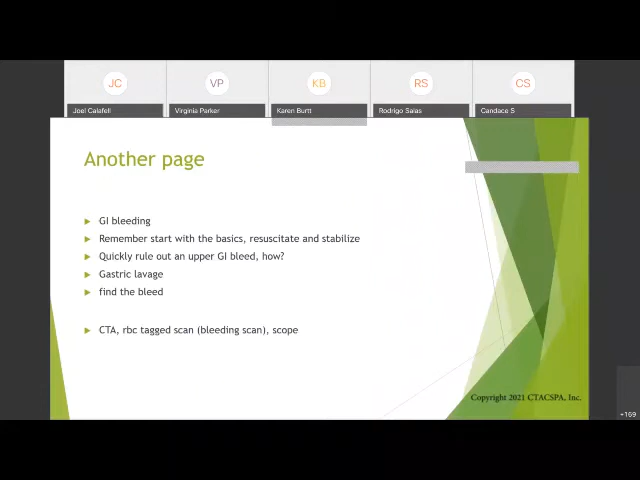 JC
VP
KB
RS
CS
Joel Calafell
Virginia Parker
Karen Burtt
Rodrigo Salas
Candace S
Another page
GI bleeding
Remember start with the basics, resuscitate and stabilize
Quickly rule out an upper GI bleed, how?
Gastric lavage
find the bleed
CTA, rbc tagged scan (bleeding scan), scope
Copyright 2021 CTACSPA, Inc.
+169